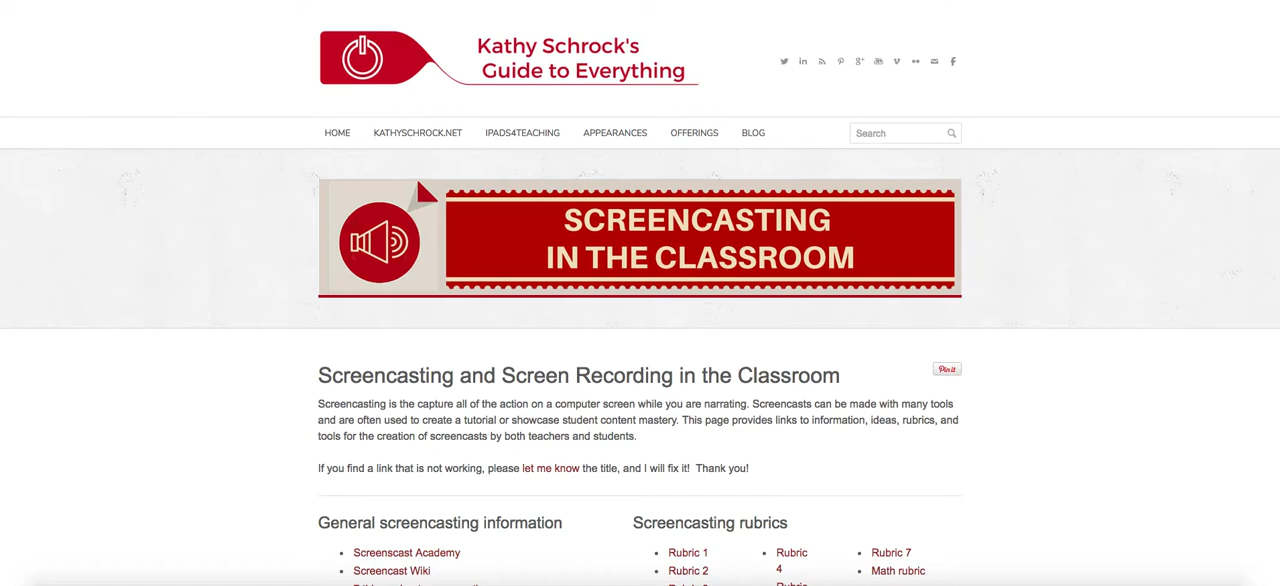 Kathy Schrock's
Guide to Everything
HOME KATHYSCHROCK.NET IPADS4TEACHING APPEARANCES OFFERINGS BLOG Search
SCREENCASTING
IN THE CLASSROOM
Screencasting and Screen Recording in the Classroom
Pin it
Screencasting is the capture all of the action on a computer screen while you are narrating. Screencasts can be made with many tools
and are often used to create a tutorial or showcase student content mastery. This page provides links to information, ideas, rubrics, and
tools for the creation of screencasts by both teachers and students.
If you find a link that is not working, please let me know the title, and I will fix it! Thank you!
General screencasting information
Screenscast Academy
Screencast Wiki
Screencasting rubrics
Rubric 1
Rubric 2
Rubric
4
Rubric 7
Math rubric